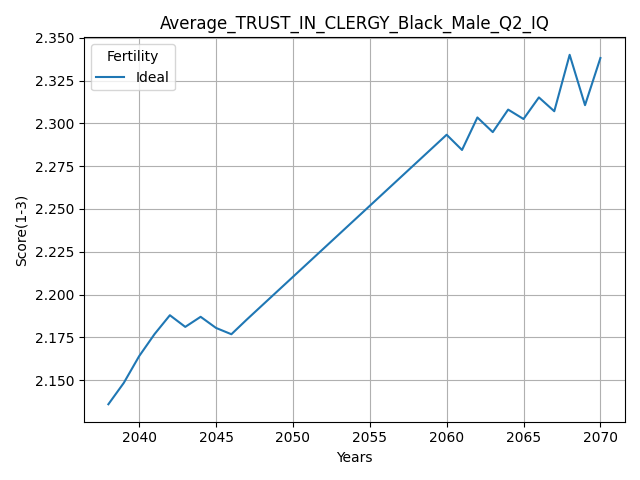 Average_TRUST_IN_CLERGY_Black_Male_Q2_IQ
Fertility
Ideal
Score(1-3)
2.350
2.325
2.300
2.275
2.250
2.225
2.200
2.175
2.150
2040 2045 2050 2055 2060 2065 2070
Years